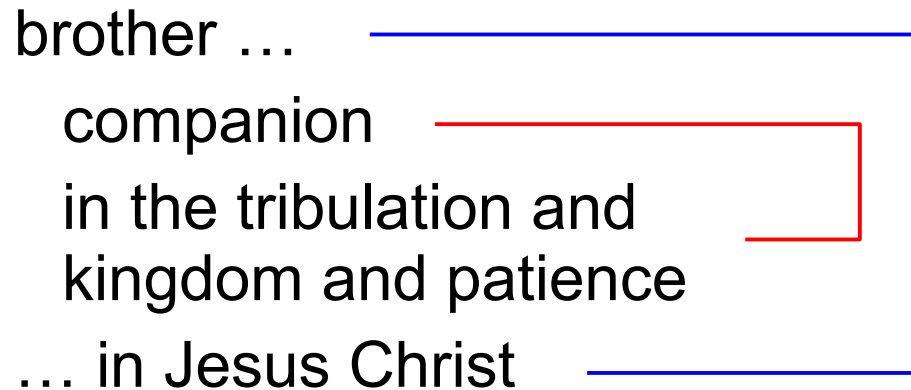 brother …
companion
in the tribulation and
kingdom and patience
… in Jesus Christ